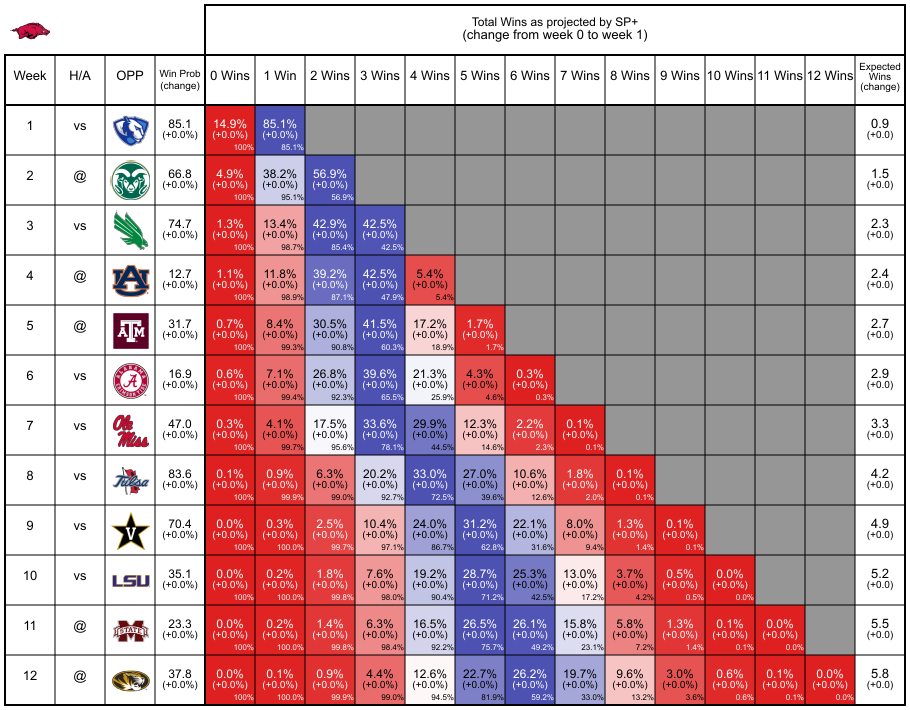 Total Wins as projected by SP+
(change from week 0 to week 1)
Week H/A OPP Win Prob (change) 0 Wins 1 Win 2 Wins 3 Wins 4 Wins 5 Wins 6 Wins 7 Wins 8 Wins 9 Wins 10 Wins 11 Wins 12 Wins Expected Wins (change)
1 vs 85.1 14.9% 85.1% 0.9
(+0.0%) (+0.0%) (+0.0%) (+0.0)
100% 85.1%
2 @ 66.8 4.9% 38.2% 56.9% 1.5
(+0.0%) (+0.0%) (+0.0%) (+0.0%) (+0.0)
100% 95.1% 56.9%
3 vs 74.7 1.3% 13.4% 42.9% 42.5% 2.3
(+0.0%) (+0.0%) (+0.0%) (+0.0%) (+0.0%) (+0.0)
100% 98.7% 85.4% 42.5%
4 @ AU 12.7 1.1% 11.8% 39.2% 42.5% 5.4% 2.4
(+0.0%) (+0.0%) (+0.0%) (+0.0%) (+0.0%) (+0.0%) (+0.0)
100% 98.9% 87.1% 47.9% 5.4%
5 @ ATM 31.7 0.7% 8.4% 30.5% 41.5% 17.2% 1.7% 2.7
(+0.0%) (+0.0%) (+0.0%) (+0.0%) (+0.0%) (+0.0%) (+0.0%) (+0.0)
100% 99.3% 90.8% 60.3% 18.9% 1.7%
6 vs A 16.9 0.6% 7.1% 26.8% 39.6% 21.3% 4.3% 0.3% 2.9
(+0.0%) (+0.0%) (+0.0%) (+0.0%) (+0.0%) (+0.0%) (+0.0%) (+0.0%) (+0.0)
100% 99.4% 92.3% 65.5% 25.9% 4.6% 0.3%
7 vs Ole Miss 47.0 0.3% 4.1% 17.5% 33.6% 29.9% 12.3% 2.2% 0.1% 3.3
(+0.0%) (+0.0%) (+0.0%) (+0.0%) (+0.0%) (+0.0%) (+0.0%) (+0.0%) (+0.0%) (+0.0)
100% 99.7% 95.6% 78.1% 44.5% 14.6% 2.3% 0.1%
8 vs Tulsa 83.6 0.1% 0.9% 6.3% 20.2% 33.0% 27.0% 10.6% 1.8% 0.1% 4.2
(+0.0%) (+0.0%) (+0.0%) (+0.0%) (+0.0%) (+0.0%) (+0.0%) (+0.0%) (+0.0%) (+0.0%) (+0.0)
100% 99.9% 99.0% 92.7% 72.5% 39.6% 12.6% 2.0% 0.1%
9 vs V 70.4 0.0% 0.3% 2.5% 10.4% 24.0% 31.2% 22.1% 8.0% 1.3% 0.1% 4.9
(+0.0%) (+0.0%) (+0.0%) (+0.0%) (+0.0%) (+0.0%) (+0.0%) (+0.0%) (+0.0%) (+0.0%) (+0.0%) (+0.0)
100% 100.0% 99.7% 97.1% 86.7% 62.8% 31.6% 9.4% 1.4% 0.1%
10 vs LSU 35.1 0.0% 0.2% 1.8% 7.6% 19.2% 28.7% 25.3% 13.0% 3.7% 0.5% 0.0% 5.2
(+0.0%) (+0.0%) (+0.0%) (+0.0%) (+0.0%) (+0.0%) (+0.0%) (+0.0%) (+0.0%) (+0.0%) (+0.0%) (+0.0%) (+0.0)
100% 100.0% 99.8% 98.0% 90.4% 71.2% 42.5% 17.2% 4.2% 0.5% 0.0%
11 @ M STATE 23.3 0.0% 0.2% 1.4% 6.3% 16.5% 26.5% 26.1% 15.8% 5.8% 1.3% 0.1% 0.0% 5.5
(+0.0%) (+0.0%) (+0.0%) (+0.0%) (+0.0%) (+0.0%) (+0.0%) (+0.0%) (+0.0%) (+0.0%) (+0.0%) (+0.0%) (+0.0%) (+0.0)
100% 100.0% 99.8% 98.4% 92.2% 75.7% 49.2% 23.1% 7.2% 1.4% 0.1% 0.0%
12 @ 37.8 0.0% 0.1% 0.9% 4.4% 12.6% 22.7% 26.2% 19.7% 9.6% 3.0% 0.6% 0.1% 0.0% 5.8
(+0.0%) (+0.0%) (+0.0%) (+0.0%) (+0.0%) (+0.0%) (+0.0%) (+0.0%) (+0.0%) (+0.0%) (+0.0%) (+0.0%) (+0.0%) (+0.0%) (+0.0)
100% 100.0% 99.9% 99.0% 94.5% 81.9% 59.2% 33.0% 13.2% 3.6% 0.6% 0.1% 0.0%